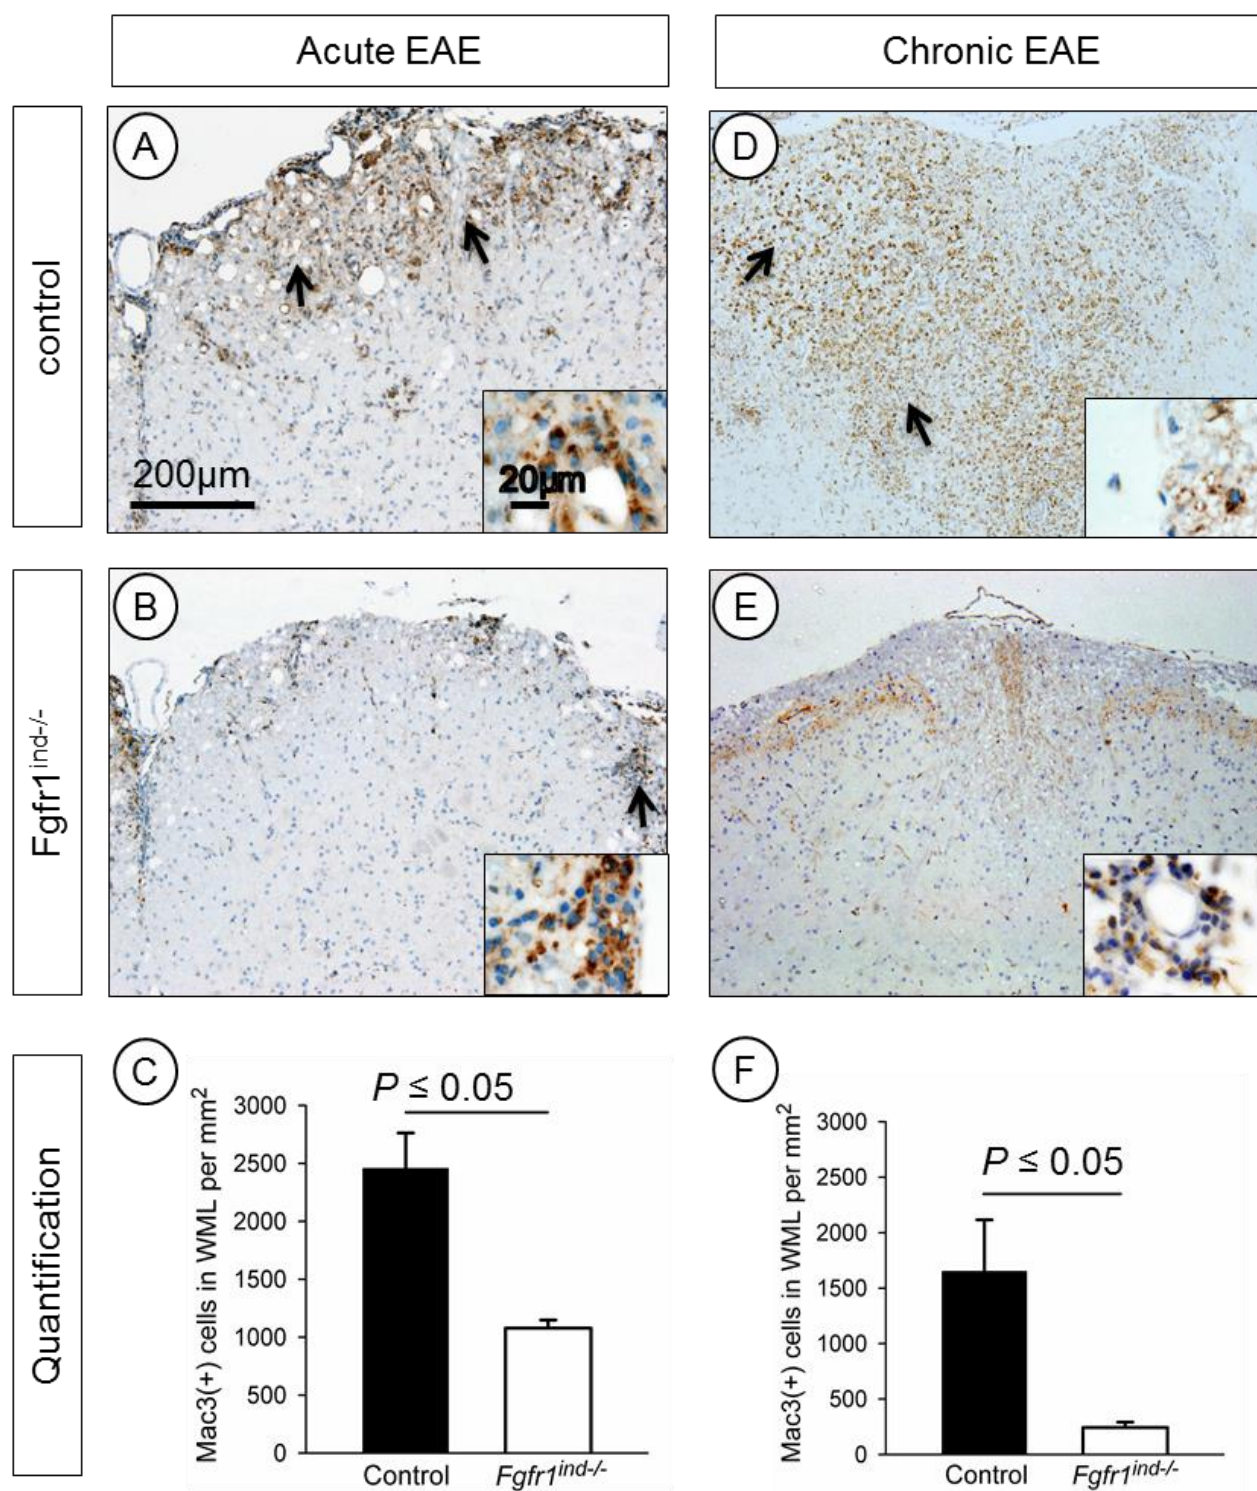 Acute EAE
Chronic EAE
control
A
200µm
20µm
D
Fgfr1ind-/-
B
E
Quantification
C
P ≤ 0.05
Mac3(+) cells in WML per mm2
3000
2500
2000
1500
1000
500
0
Control
Fgfr1ind-/-
F
P ≤ 0.05
Mac3(+) cells in WML per mm2
3000
2500
2000
1500
1000
500
0
Control
Fgfr1ind-/-